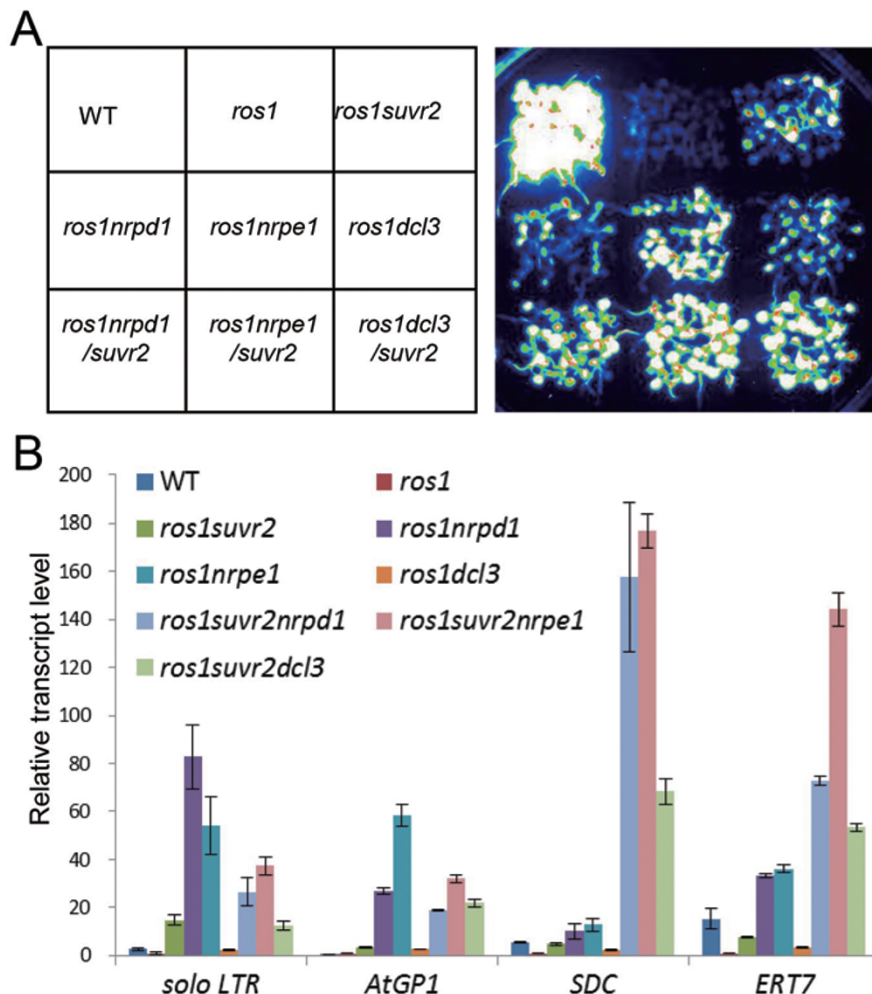 A
WT
ros1
ros1suvr2
ros1nrpd1
ros1nrpe1
ros1dcl3
ros1nrpd1
/suvr2
ros1nrpe1
/suvr2
ros1dcl3
/suvr2
B
Relative transcript level
200
180
160
140
120
100
80
60
40
20
0
WT
ros1
ros1suvr2
ros1nrpd1
ros1nrpe1
ros1dcl3
ros1suvr2nrpd1
ros1suvr2nrpe1
ros1suvr2dcl3
solo LTR
AtGP1
SDC
ERT7